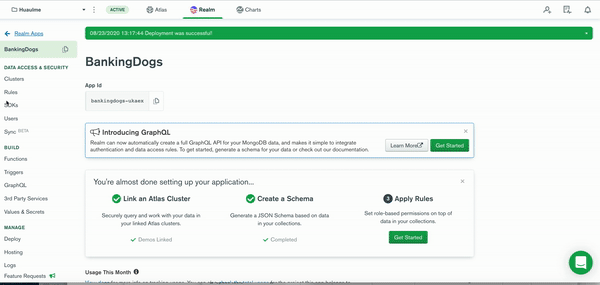 Huaulme
ACTIVE
Atlas
Realm
Charts
Realm Apps
BankingDogs
DATA ACCESS & SECURITY
Clusters
Rules
SDKs
Users
Sync BETA
BUILD
Functions
Triggers
GraphQL
3rd Party Services
Values & Secrets
MANAGE
Deploy
Hosting
Logs
Feature Requests
08/23/2020 13:17:44 Deployment was successful!
BankingDogs
App Id
bankingdogs-ukaex
Introducing GraphQL
Realm can now automatically create a full GraphQL API for your MongoDB data, and makes it simple to integrate
authentication and data access rules. To get started, generate a schema for your data or check out our documentation.
Learn More
Get Started
You're almost done setting up your application...
Link an Atlas Cluster
Securely query and work with your data in
your linked Atlas clusters.
Demos Linked
Create a Schema
Generate a JSON Schema based on data
in your collections.
Completed
3 Apply Rules
Set role-based permissions on top of
data in your collections.
Get Started
Usage This Month